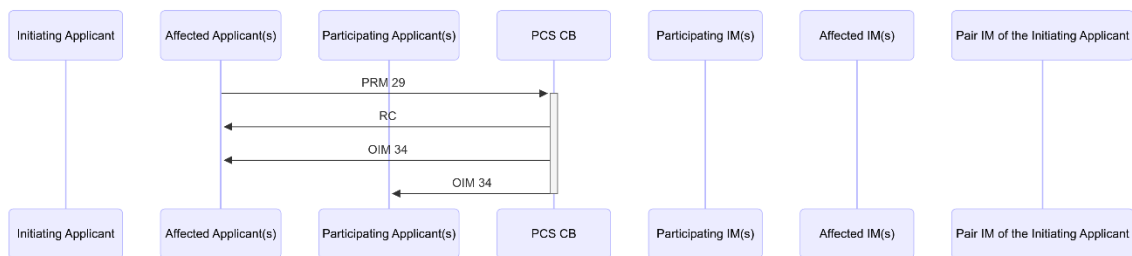 Initiating Applicant
Affected Applicant(s)
Participating Applicant(s)
PCS CB
Participating IM(s)
Affected IM(s)
Pair IM of the Initiating Applicant
PRM 29
RC
OIM 34
OIM 34
Initiating Applicant
Affected Applicant(s)
Participating Applicant(s)
PCS CB
Participating IM(s)
Affected IM(s)
Pair IM of the Initiating Applicant